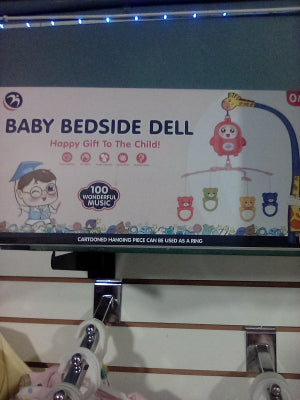 BABY BEDSIDE DELL
Happy Gift To The Child!
100
WONDERFUL
MUSIC
CARTOONED HANGING PIECE CAN BE USED AS A RING